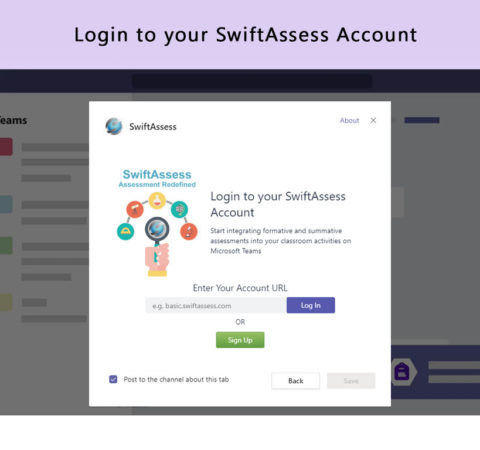 Login to your SwiftAssess Account
Teams
SwiftAssess
About
SwiftAssess
Assessment Redefined
Login to your SwiftAssess
Account
Start integrating formative and summative
assessments into your classroom activities on
Microsoft Teams
Enter Your Account URL
e.g. basic.swiftassess.com
Log In
OR
Sign Up
Post to the channel about this tab
Back
Save